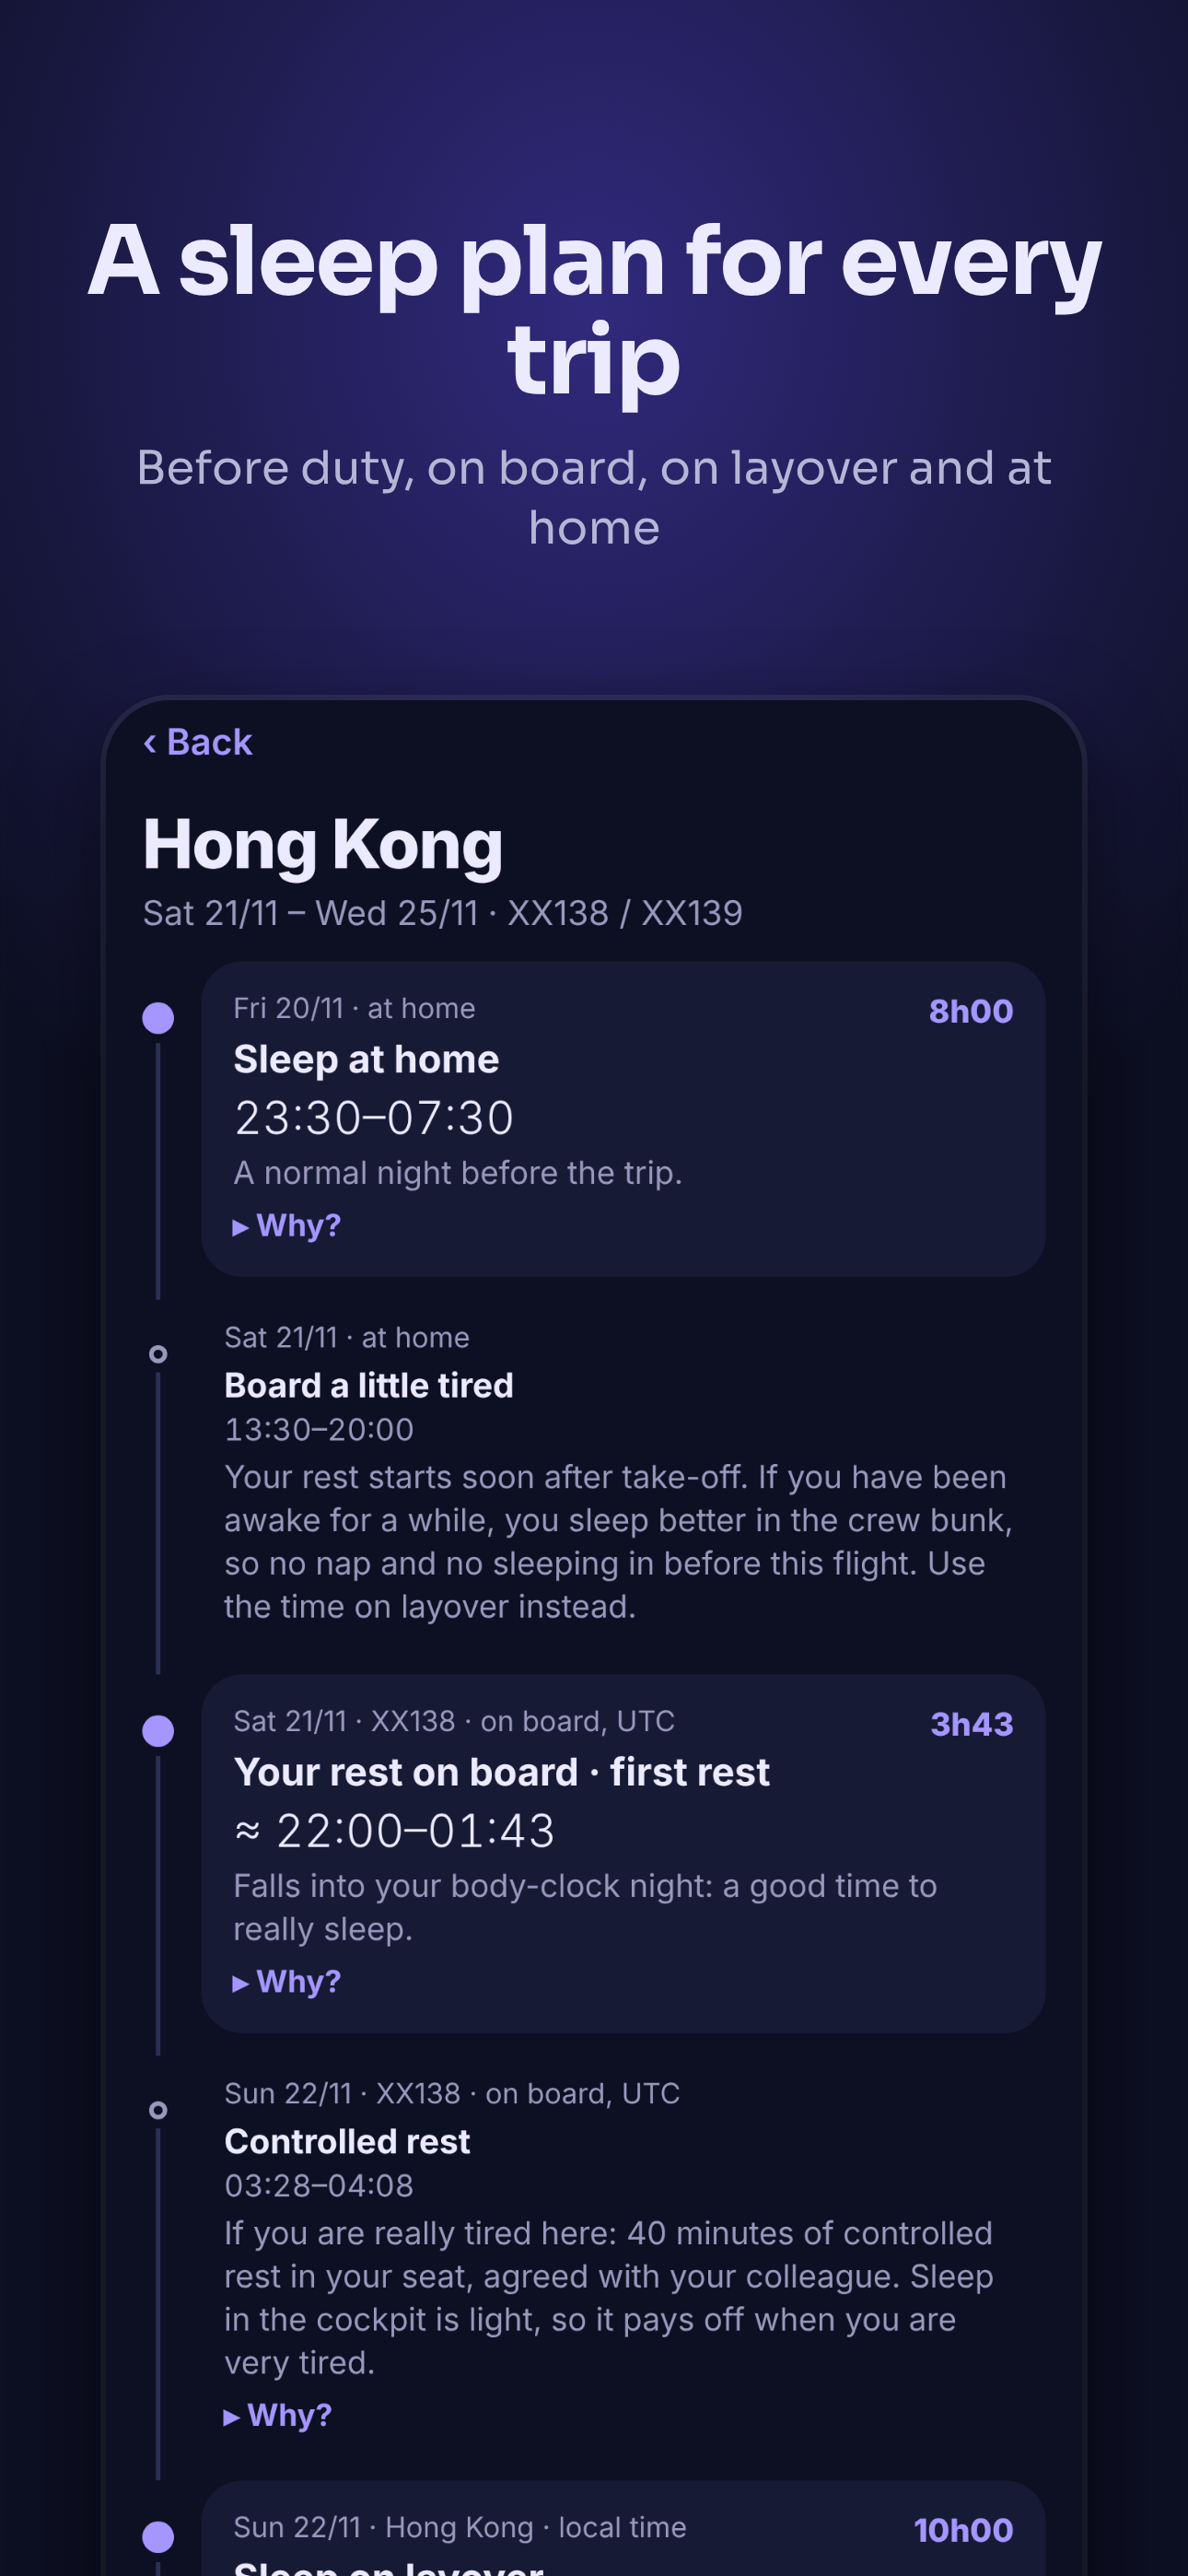 A sleep plan for every
trip
Before duty, on board, on layover and at
home
‹ Back
Hong Kong
Sat 21/11 – Wed 25/11 · XX138 / XX139
Fri 20/11 · at home
8h00
Sleep at home
23:30–07:30
A normal night before the trip.
▸ Why?
Sat 21/11 · at home
Board a little tired
13:30–20:00
Your rest starts soon after take-off. If you have been
awake for a while, you sleep better in the crew bunk,
so no nap and no sleeping in before this flight. Use
the time on layover instead.
Sat 21/11 · XX138 · on board, UTC
3h43
Your rest on board · first rest
≈ 22:00–01:43
Falls into your body-clock night: a good time to
really sleep.
▸ Why?
Sun 22/11 · XX138 · on board, UTC
Controlled rest
03:28–04:08
If you are really tired here: 40 minutes of controlled
rest in your seat, agreed with your colleague. Sleep
in the cockpit is light, so it pays off when you are
very tired.
▸ Why?
Sun 22/11 · Hong Kong · local time
10h00
Sleep on layover